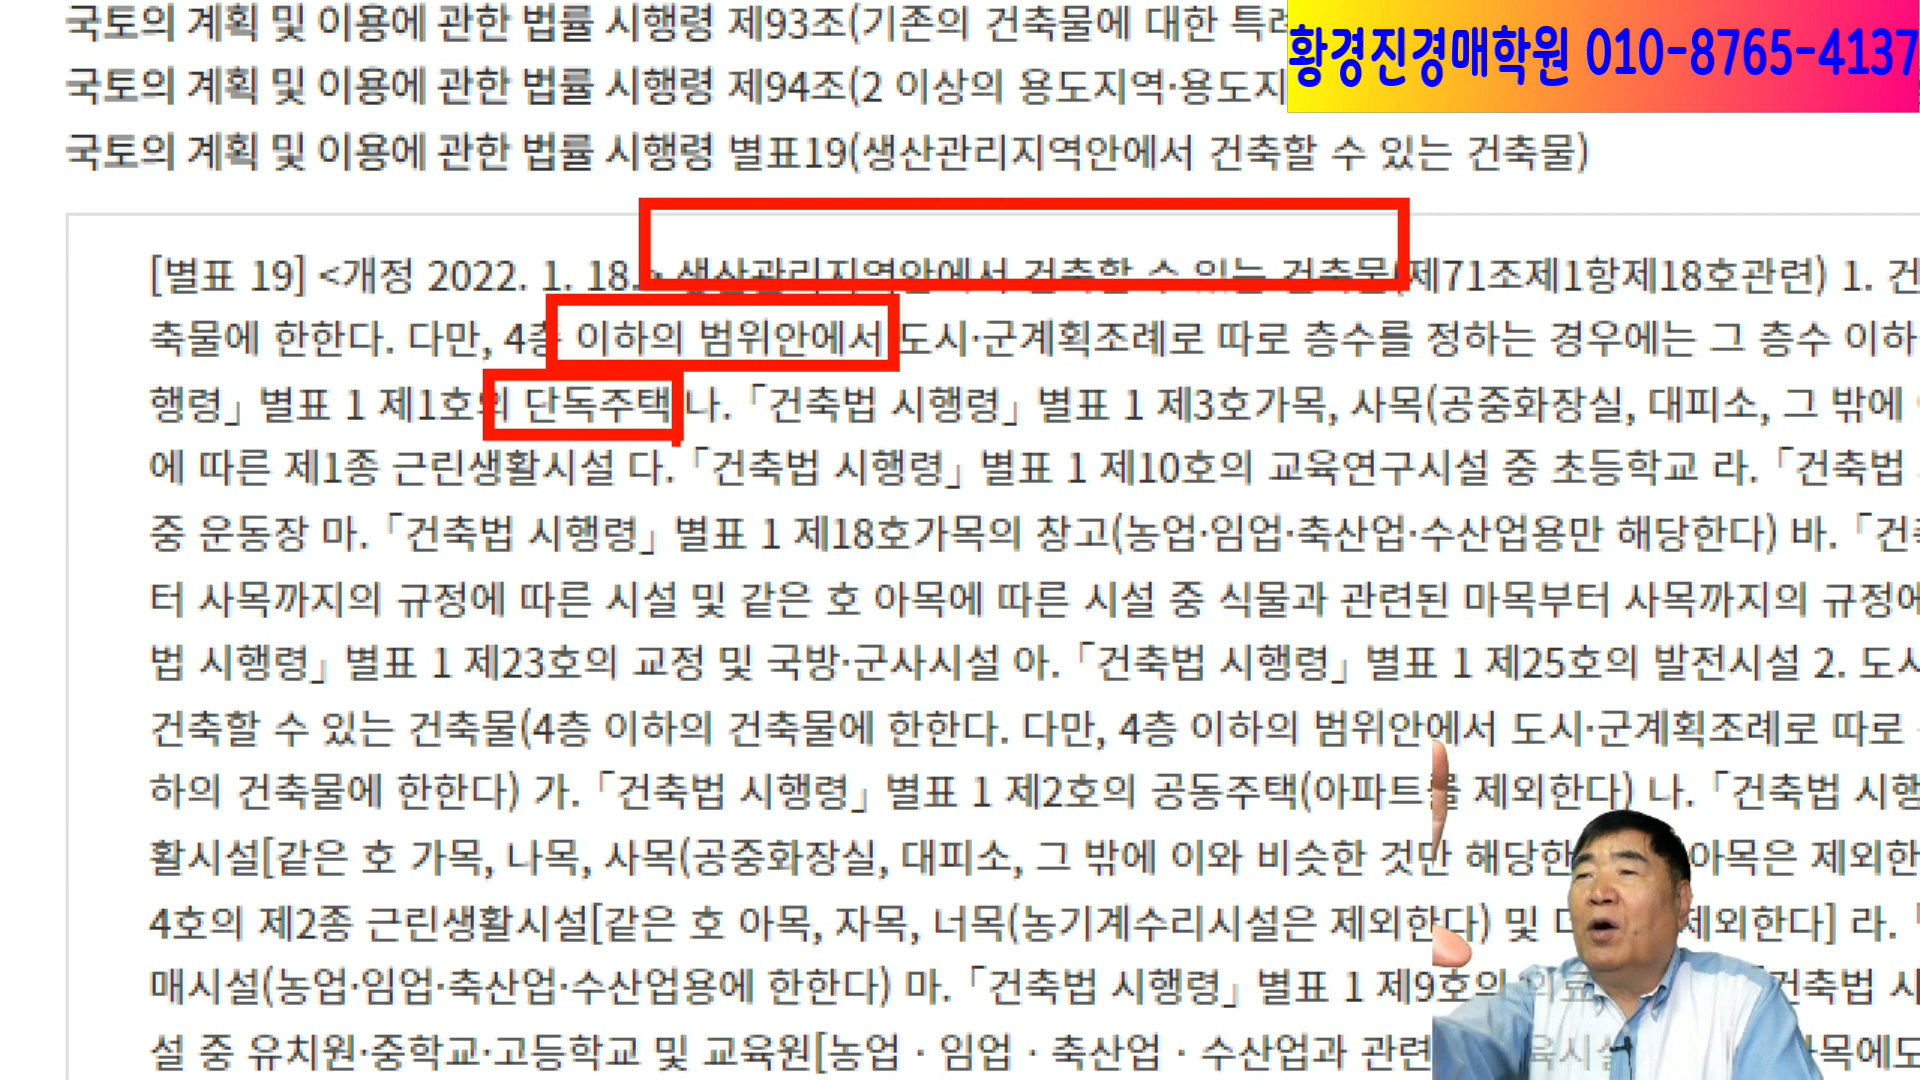 국토의 계획 및 이용에 관한 법률 시행령 제93조(기존의 건축물에 대한 특례
황경진경매학원 010-8765-4137
국토의 계획 및 이용에 관한 법률 시행령 제94조(2 이상의 용도지역·용도지
국토의 계획 및 이용에 관한 법률 시행령 별표19(생산관리지역안에서 건축할 수 있는 건축물)
[별표 19] <개정 2022. 1. 18.> 생산관리지역안에서 건축할 수 있는 건축물(제71조제1항제18호관련) 1. 건
축물에 한한다. 다만, 4층 이하의 범위안에서 도시·군계획조례로 따로 층수를 정하는 경우에는 그 층수 이하
행령」 별표 1 제1호의 단독주택 나. 「건축법 시행령」 별표 1 제3호가목, 사목(공중화장실, 대피소, 그 밖에
에 따른 제1종 근린생활시설 다. 「건축법 시행령」 별표 1 제10호의 교육연구시설 중 초등학교 라. 「건축법
중 운동장 마. 「건축법 시행령」 별표 1 제18호가목의 창고(농업·임업·축산업·수산업용만 해당한다) 바. 「건축
터 사목까지의 규정에 따른 시설 및 같은 호 아목에 따른 시설 중 식물과 관련된 마목부터 사목까지의 규정에
법 시행령」 별표 1 제23호의 교정 및 국방·군사시설 아. 「건축법 시행령」 별표 1 제25호의 발전시설 2. 도시
건축할 수 있는 건축물(4층 이하의 건축물에 한한다. 다만, 4층 이하의 범위안에서 도시·군계획조례로 따로
하의 건축물에 한한다) 가. 「건축법 시행령」 별표 1 제2호의 공동주택(아파트를 제외한다) 나. 「건축법 시행
활시설[같은 호 가목, 나목, 사목(공중화장실, 대피소, 그 밖에 이와 비슷한 것만 해당한 아목은 제외한
4호의 제2종 근린생활시설[같은 호 아목, 자목, 너목(농기계수리시설은 제외한다) 및 제외한다] 라.
매시설(농업·임업·축산업·수산업용에 한한다) 마. 「건축법 시행령」 별표 1 제9호의 의료 건축법 시
설 중 유치원·중학교·고등학교 및 교육원[농업ㆍ임업ㆍ축산업ㆍ수산업과 관련 육시설 사목에도